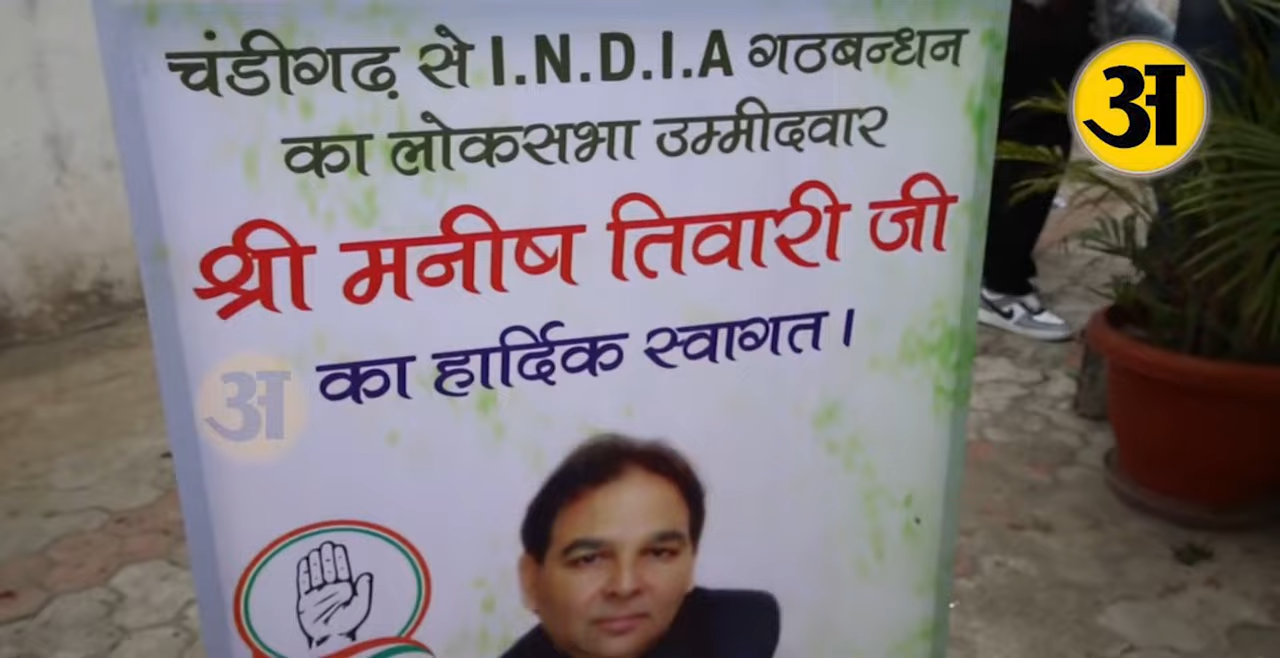 चंडीगढ़ से I.N.D.I.A गठबन्धन
का लोकसभा उम्मीदवार
श्री मनीष तिवारी जी
का हार्दिक स्वागत।
अ
अ